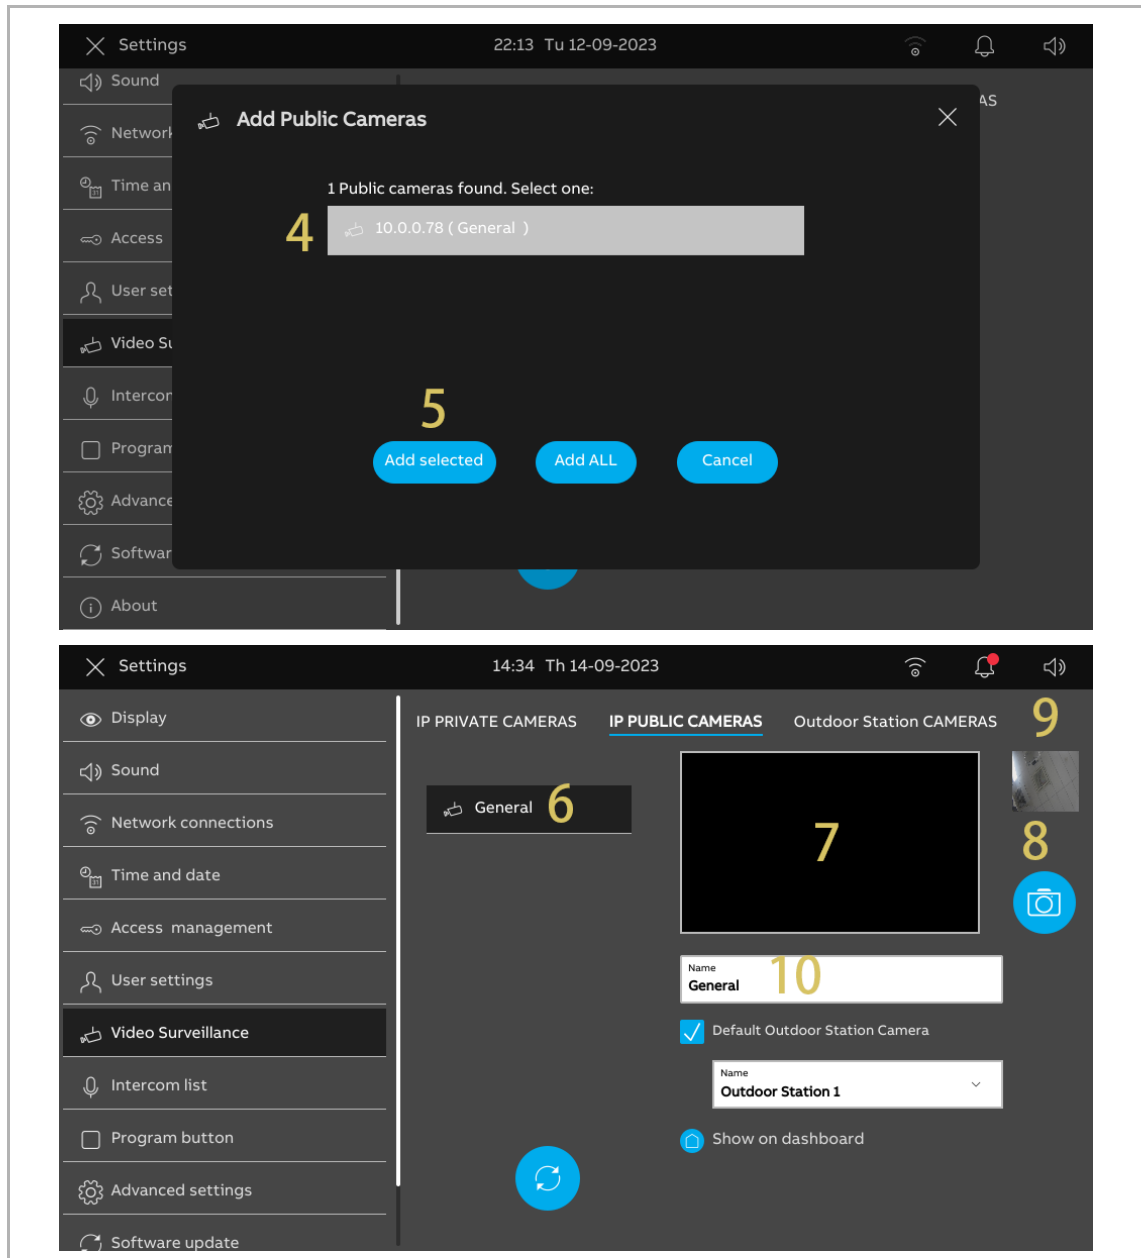 Settings
22:13 Tu 12-09-2023
Sound
AS
Add Public Cameras
Network
Time an
1 Public cameras found. Select one:
4
10.0.0.78 ( General )
Access
User set
Video Su
Intercor
5
Program
Add selected
Add ALL
Cancel
Advance
Softwar
About
Settings
14:34 Th 14-09-2023
Display
IP PRIVATE CAMERAS
IP PUBLIC CAMERAS
Outdoor Station CAMERAS
9
Sound
General
6
Network connections
7
8
Time and date
Access management
Name
General
10
User settings
Video Surveillance
Default Outdoor Station Camera
Name
Outdoor Station 1
Intercom list
Program button
Show on dashboard
Advanced settings
Software update